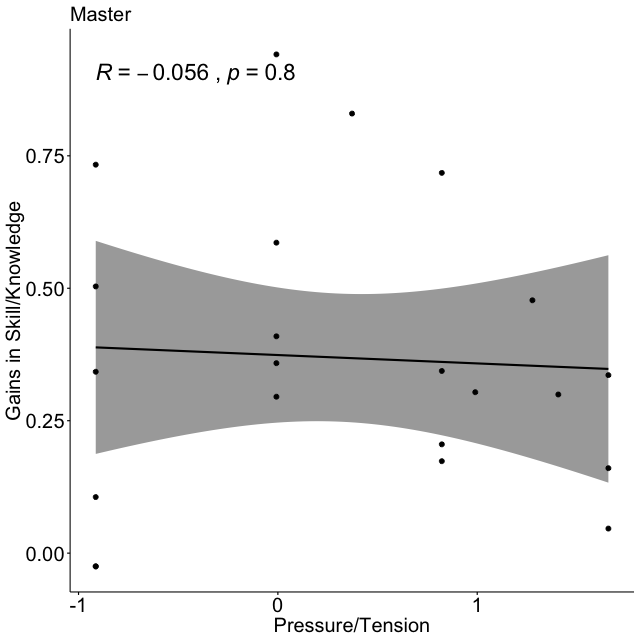 Master
R = −0.056 , p = 0.8
Gains in Skill/Knowledge
0.75
0.50
0.25
0.00
-1 0 1
Pressure/Tension